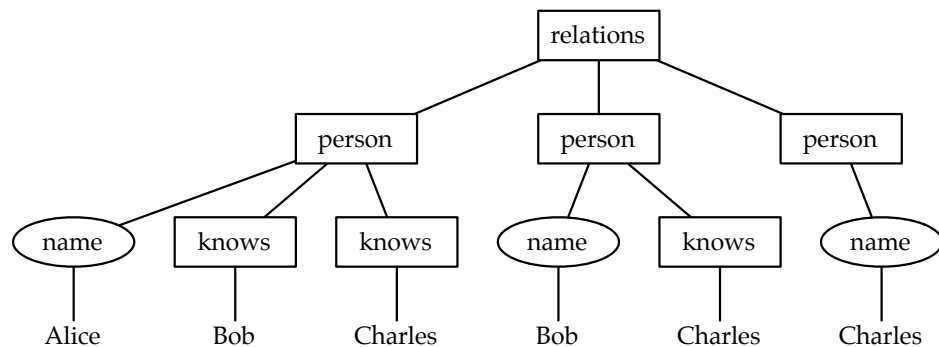 relations
person person person
name knows knows name knows name
Alice Bob Charles Bob Charles Charles